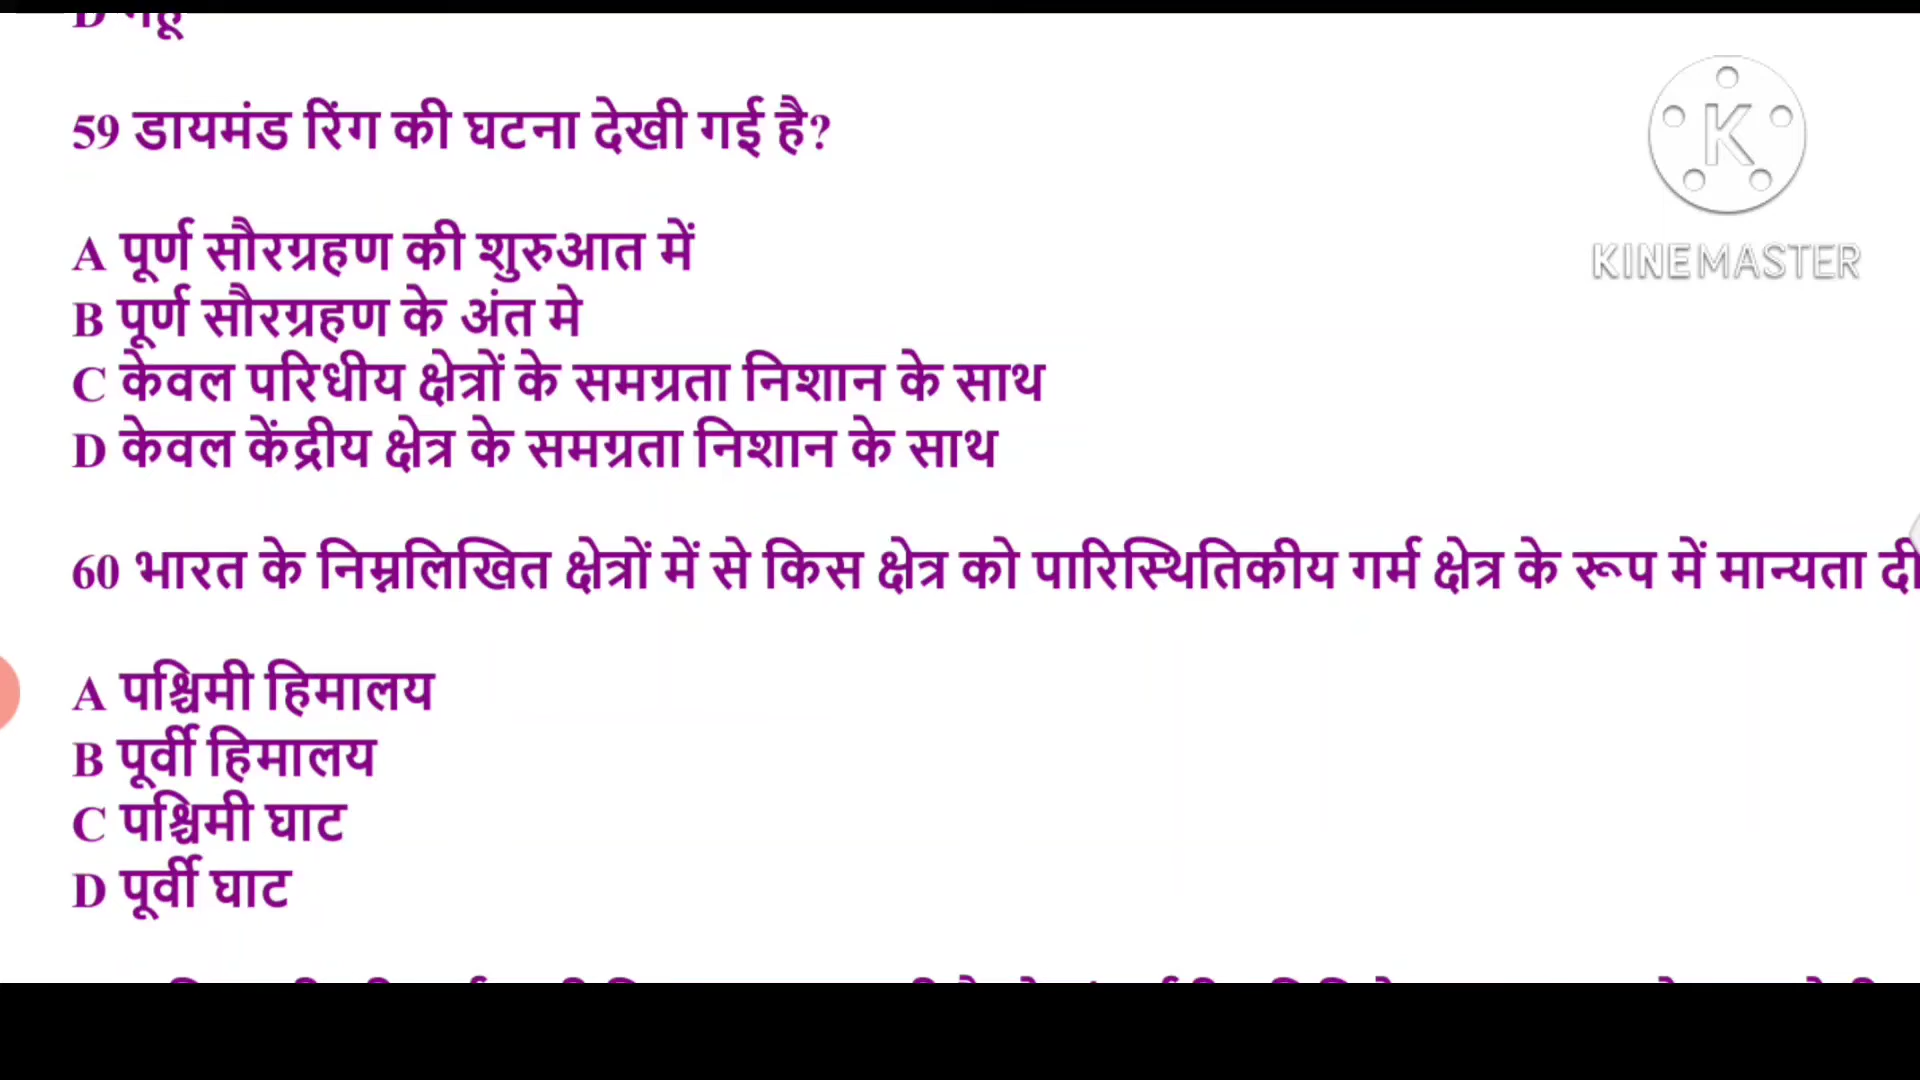 59 डायमंड रिंग की घटना देखी गई है?
K
KINEMASTER
A पूर्ण सौरग्रहण की शुरुआत में
B पूर्ण सौरग्रहण के अंत मे
C केवल परिधीय क्षेत्रों के समग्रता निशान के साथ
D केवल केंद्रीय क्षेत्र के समग्रता निशान के साथ
60 भारत के निम्नलिखित क्षेत्रों में से किस क्षेत्र को पारिस्थितिकीय गर्म क्षेत्र के रूप में मान्यता दी
A पश्चिमी हिमालय
B पूर्वी हिमालय
C पश्चिमी घाट
D पूर्वी घाट